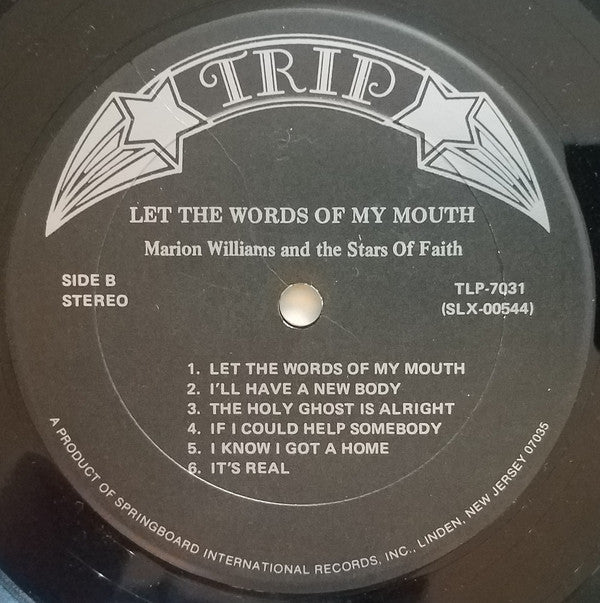 TRIP
LET THE WORDS OF MY MOUTH
Marion Williams and the Stars Of Faith
SIDE B
STEREO
TLP-7031
(SLX-00544)
1. LET THE WORDS OF MY MOUTH
2. I'LL HAVE A NEW BODY
3. THE HOLY GHOST IS ALRIGHT
4. IF I COULD HELP SOMEBODY
5. I KNOW I GOT A HOME
6. IT'S REAL
A PRODUCT OF SPRINGBOARD INTERNATIONAL RECORDS, INC., LINDEN, NEW JERSEY 07035